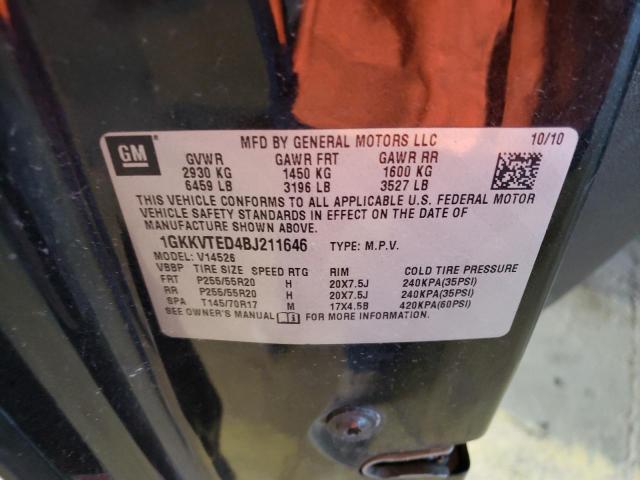 GM
MFD BY GENERAL MOTORS LLC 10/10
GVWR GAWR FRT GAWR RR
2930 KG 1450 KG 1600 KG
6459 LB 3196 LB 3527 LB
THIS VEHICLE CONFORMS TO ALL APPLICABLE U.S. FEDERAL MOTOR
VEHICLE SAFETY STANDARDS IN EFFECT ON THE DATE OF
MANUFACTURE SHOWN ABOVE.
1GKKVTED4BJ211646 TYPE: M.P.V.
MODEL: V14526
VBBP TIRE SIZE SPEED RTG RIM COLD TIRE PRESSURE
FRT P255/55R20 H 20X7.5J 240KPA(35PSI)
RR P255/55R20 H 20X7.5J 240KPA(35PSI)
SPA T145/70R17 M 17X4.5B 420KPA(60PSI)
SEE OWNER'S MANUAL FOR MORE INFORMATION.